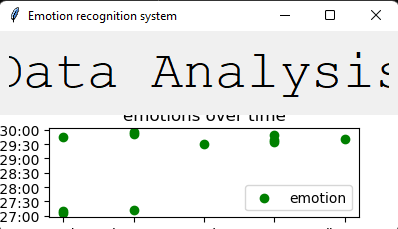 Emotion recognition system
Data Analysis
emotions over time
30:00
29:30
29:00
28:30
28:00
27:30
27:00
emotion